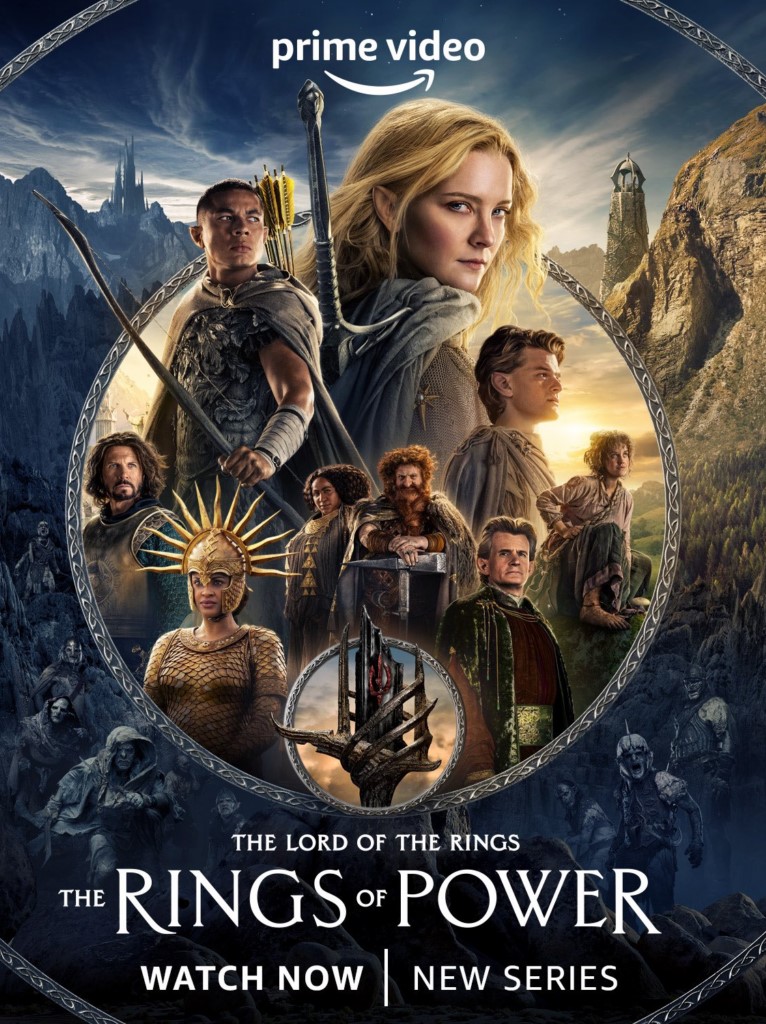 prime video
THE LORD OF THE RINGS
THE RINGS OF POWER
WATCH NOW | NEW SERIES